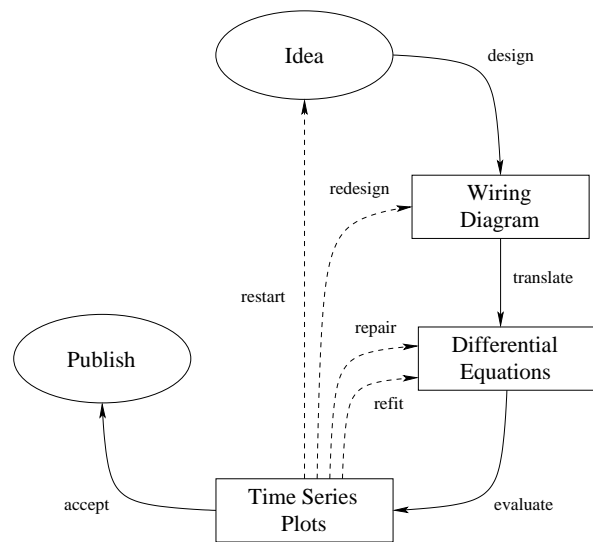 Idea
design
redesign
Wiring
Diagram
translate
restart
repair
Differential
Equations
Publish
refit
accept
Time Series
Plots
evaluate